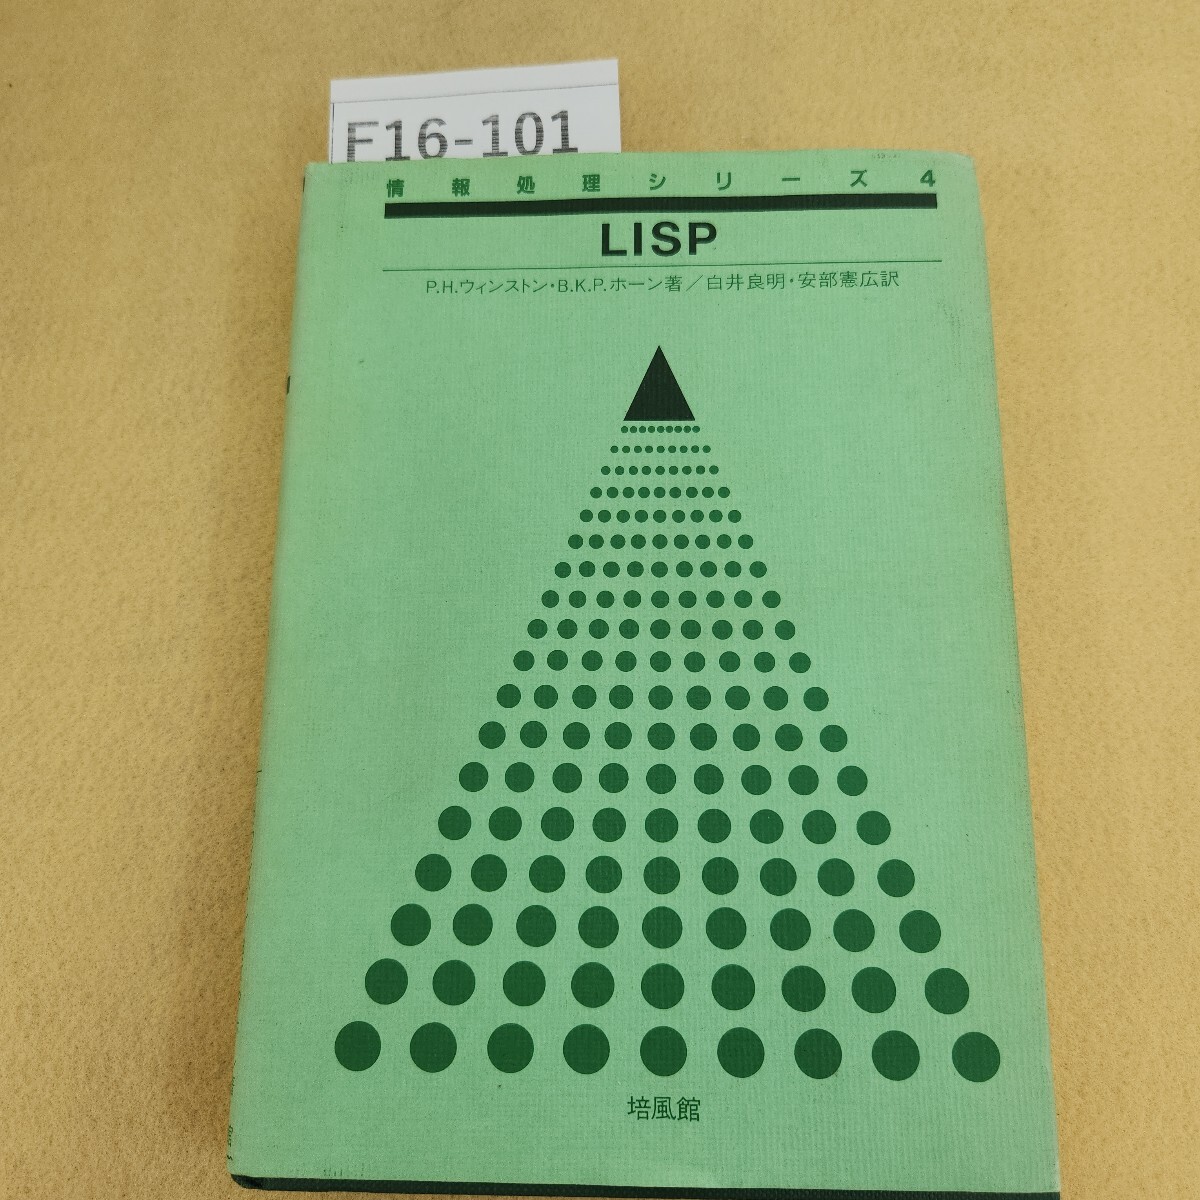 F16-101
情報処理シリーズ4
LISP
P.H.ウィンストン・B.K.P.ホーン著／白井良明・安部憲広訳
培風館